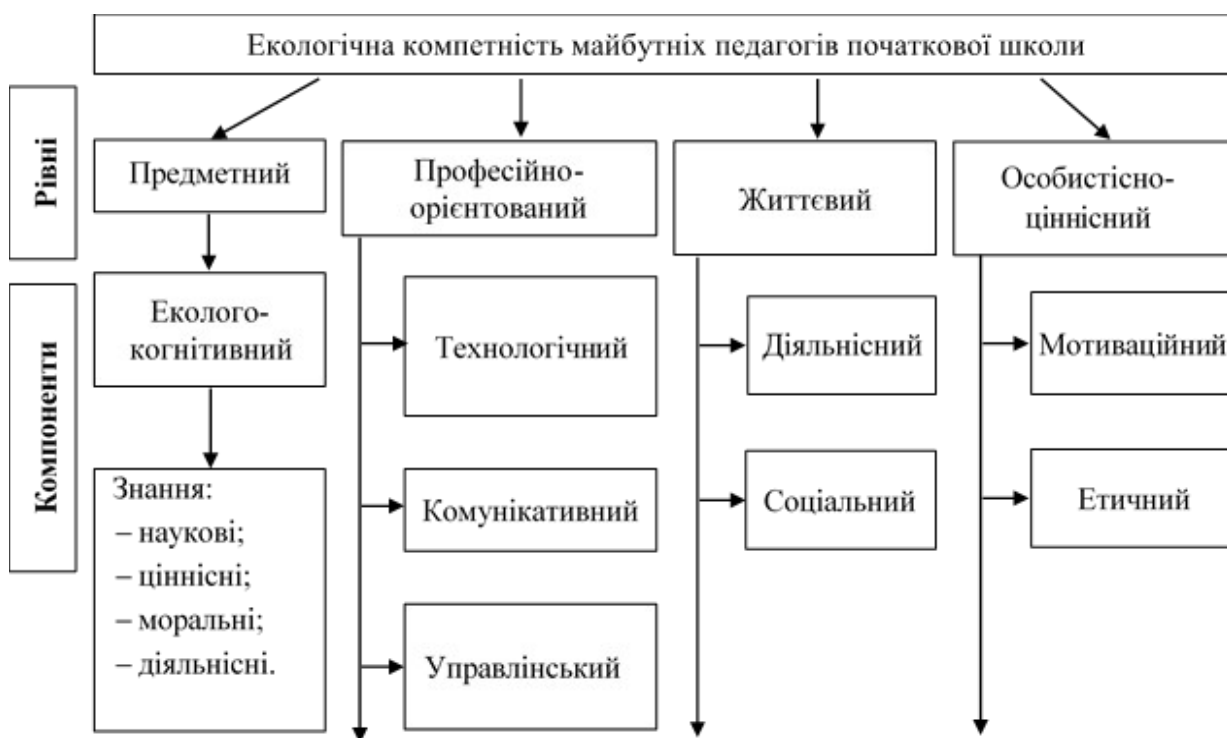 Екологічна компетність майбутніх педагогів початкової школи
Рівні
Предметний
Професійно-
орієнтований
Життєвий
Особистісно-
ціннісний
Компоненти
Еколого-
когнітивний
Технологічний
Діяльнісний
Мотиваційний
Знання:
– наукові;
– ціннісні;
– моральні;
– діяльнісні.
Комунікативний
Соціальний
Етичний
Управлінський